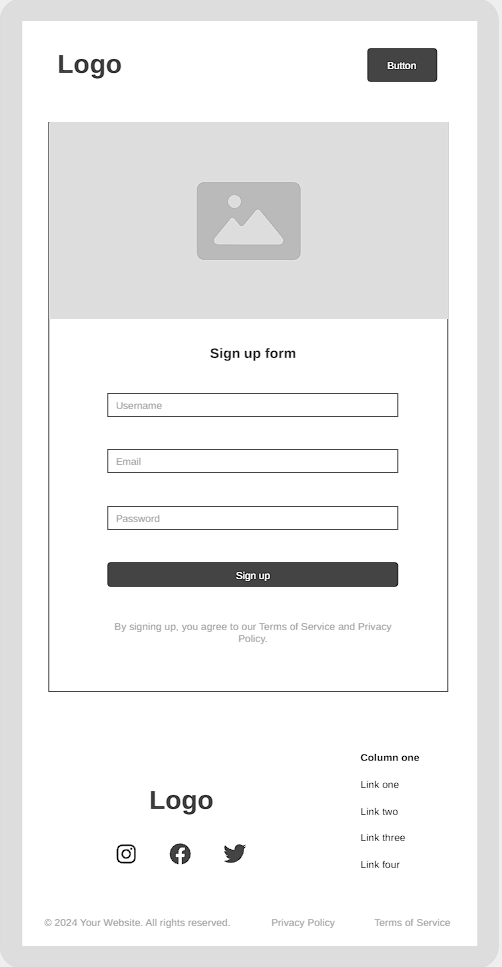 Logo
Button
Sign up form
Username
Email
Password
Sign up
By signing up, you agree to our Terms of Service and Privacy
Policy.
Logo
Column one
Link one
Link two
Link three
Link four
© 2024 Your Website. All rights reserved.
Privacy Policy
Terms of Service